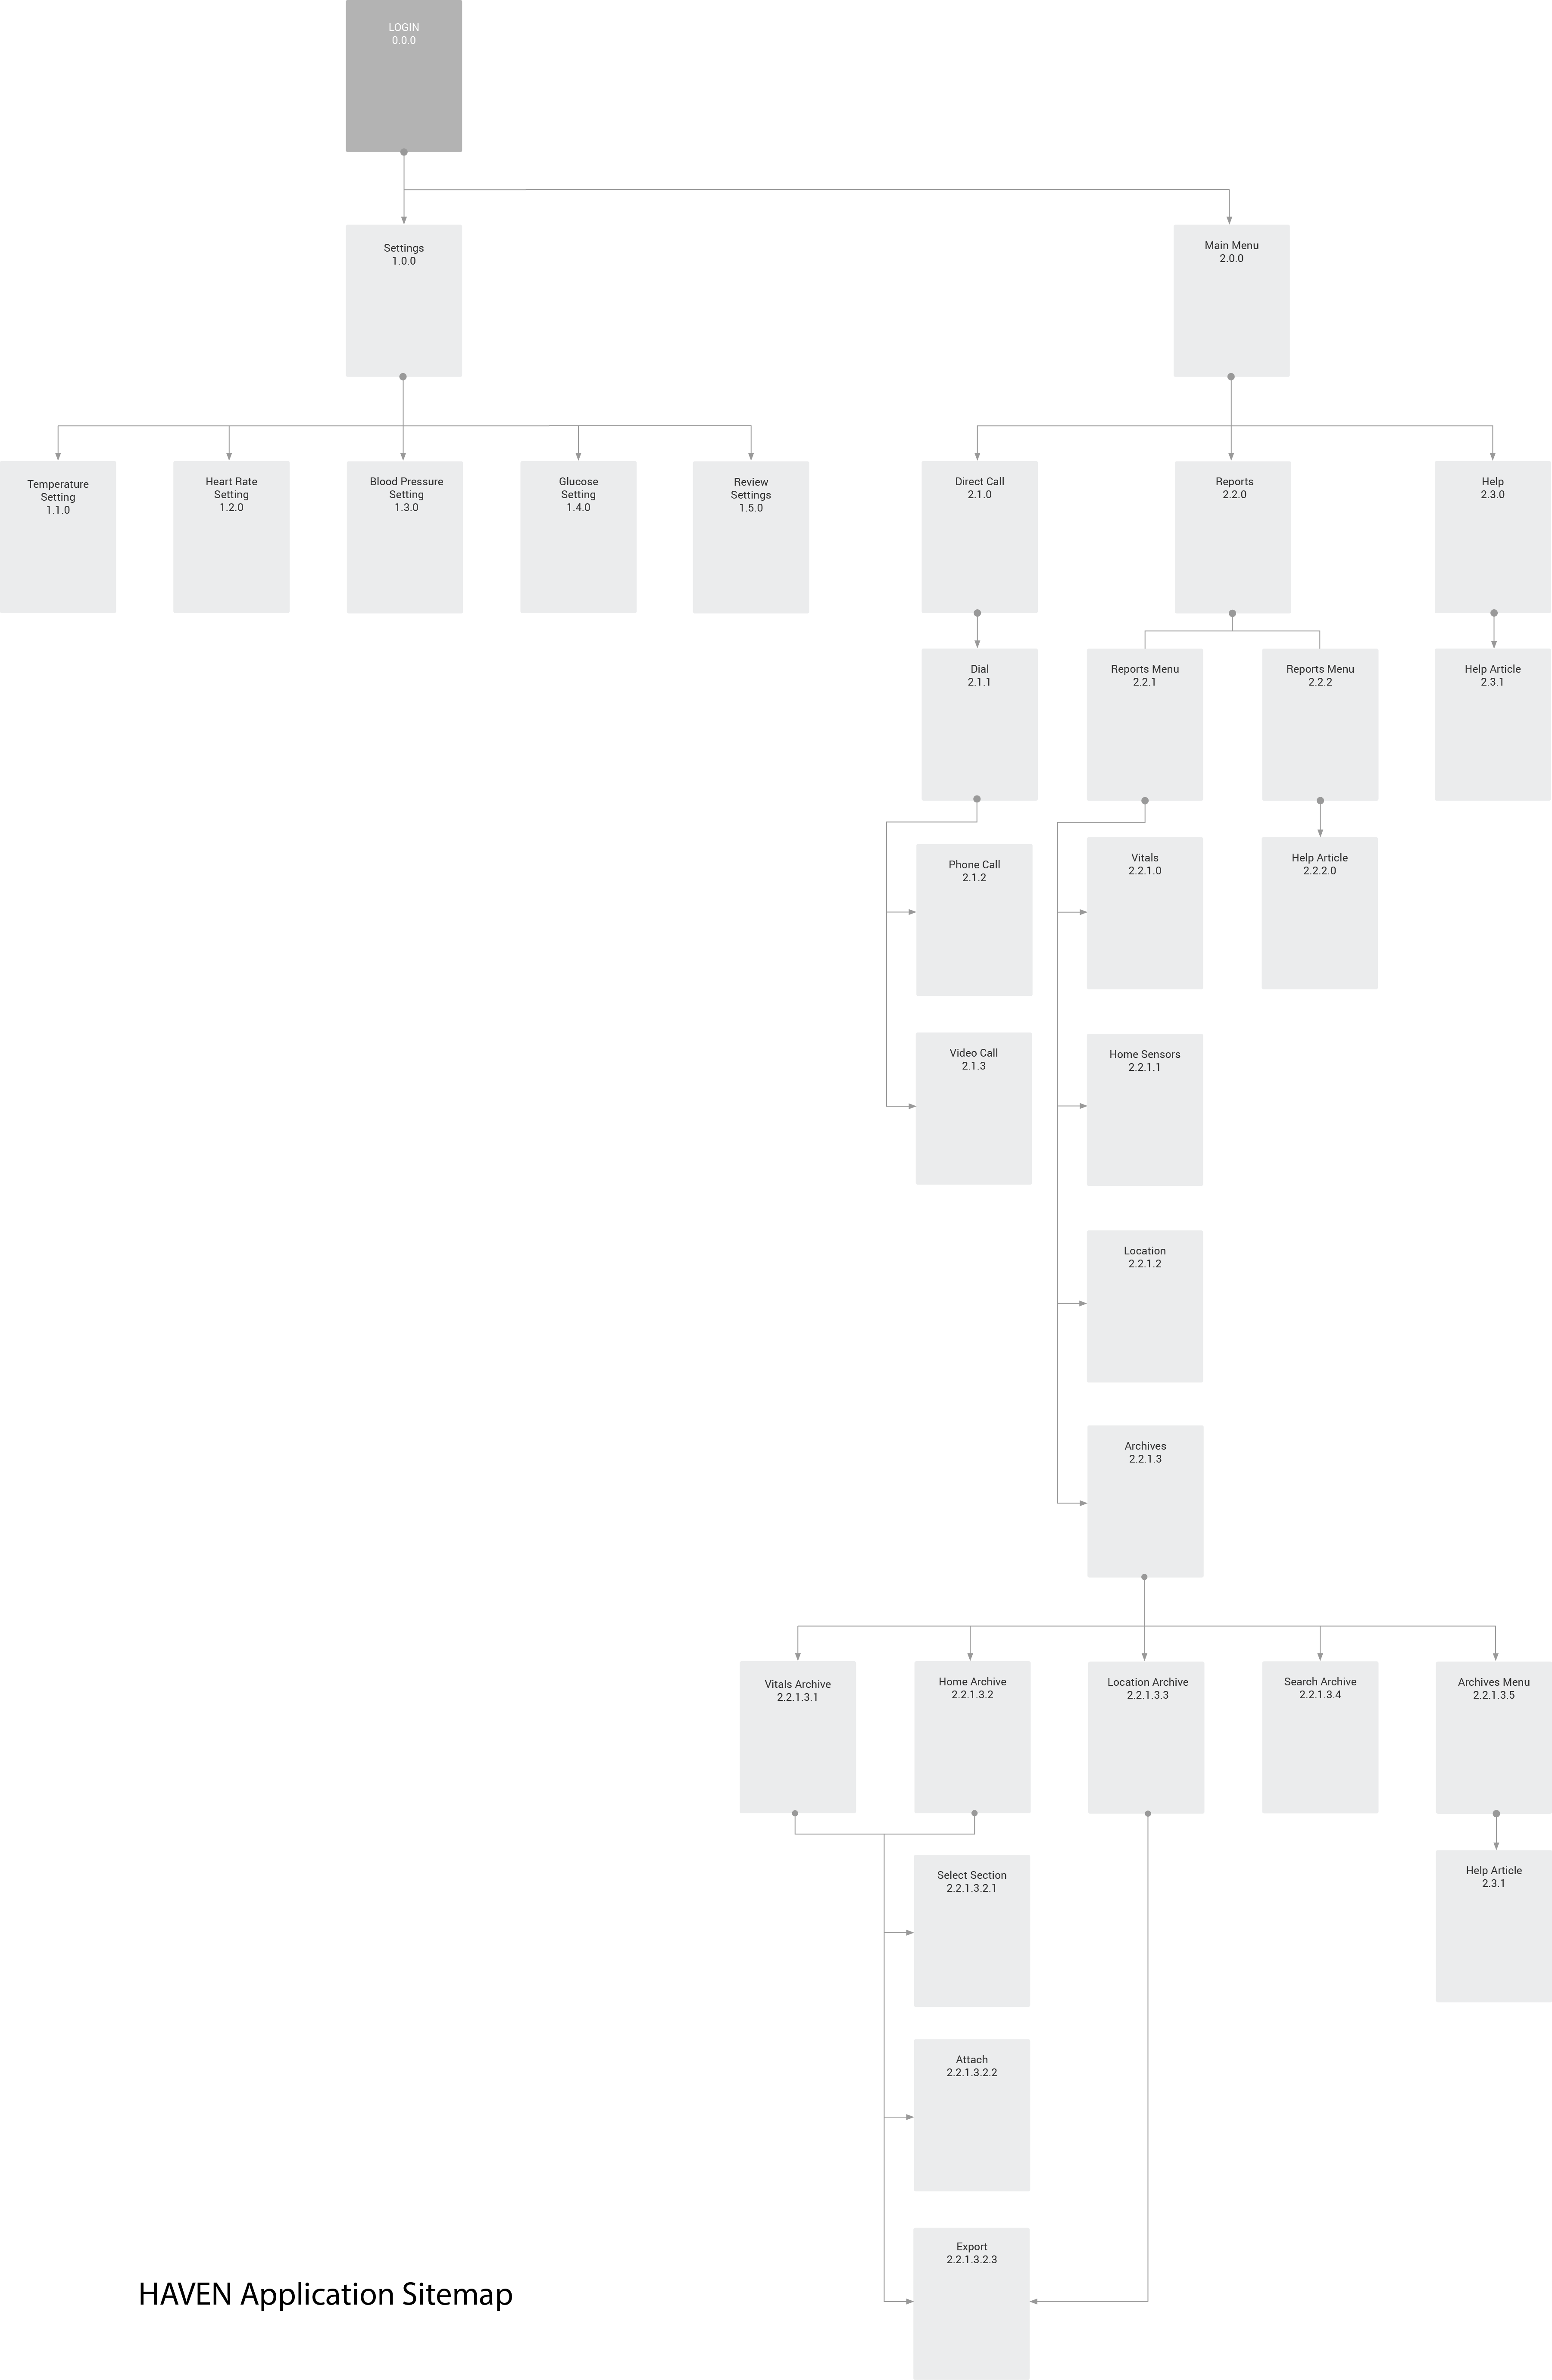 LOGIN
0.0.0
Settings
1.0.0
Main Menu
2.0.0
Temperature
Setting
1.1.0
Heart Rate
Setting
1.2.0
Blood Pressure
Setting
1.3.0
Glucose
Setting
1.4.0
Review
Settings
1.5.0
Direct Call
2.1.0
Reports
2.2.0
Help
2.3.0
Dial
2.1.1
Reports Menu
2.2.1
Reports Menu
2.2.2
Help Article
2.3.1
Phone Call
2.1.2
Vitals
2.2.1.0
Help Article
2.2.2.0
Video Call
2.1.3
Home Sensors
2.2.1.1
Location
2.2.1.2
Archives
2.2.1.3
Vitals Archive
2.2.1.3.1
Home Archive
2.2.1.3.2
Location Archive
2.2.1.3.3
Search Archive
2.2.1.3.4
Archives Menu
2.2.1.3.5
Select Section
2.2.1.3.2.1
Help Article
2.3.1
Attach
2.2.1.3.2.2
Export
2.2.1.3.2.3
HAVEN Application Sitemap